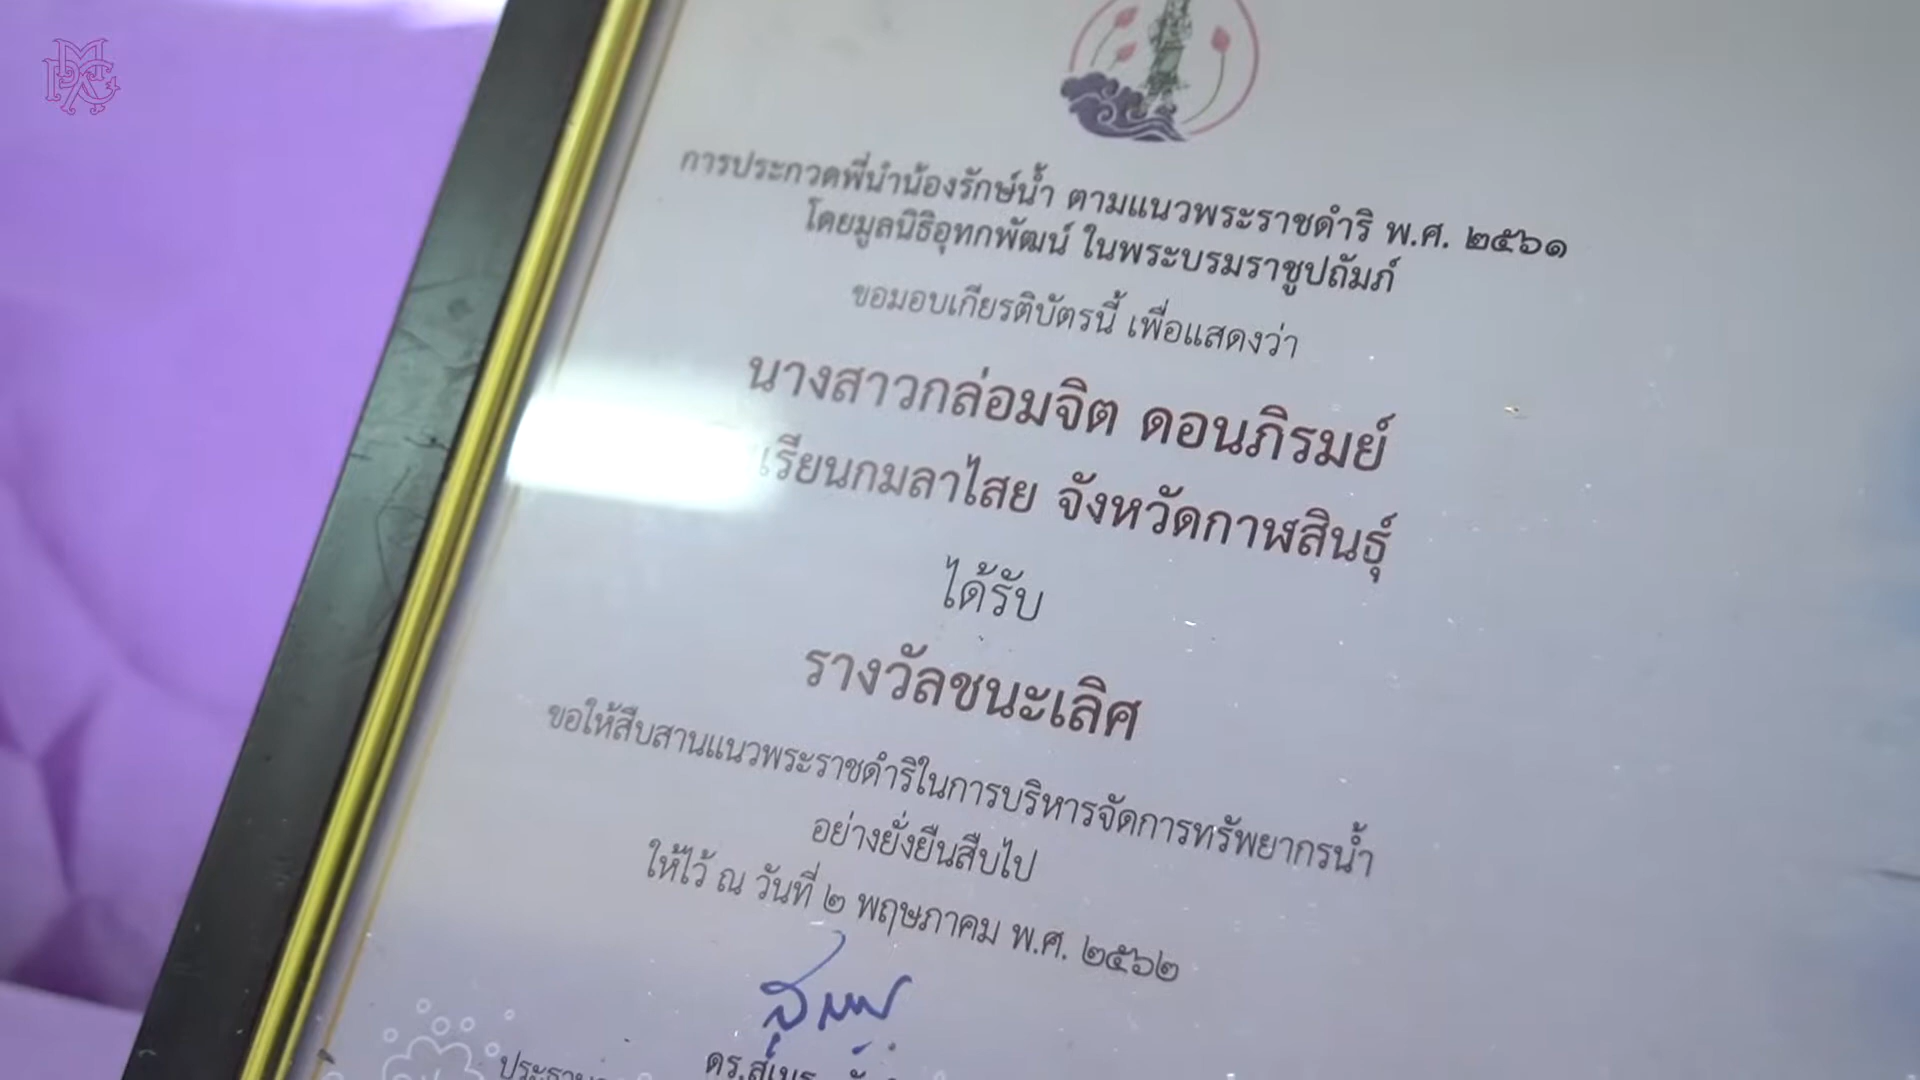 การประกวดพี่นำน้องรักษ์น้ำ ตามแนวพระราชดำริ พ.ศ. ๒๕๖๑
โดยมูลนิธิอุทกพัฒน์ ในพระบรมราชูปถัมภ์
ขอมอบเกียรติบัตรนี้ เพื่อแสดงว่า
นางสาวกล่อมจิต ดอนภิรมย์
เรียนกมลาไสย จังหวัดกาฬสินธุ์
ได้รับ
รางวัลชนะเลิศ
ขอให้สืบสานแนวพระราชดำริในการบริหารจัดการทรัพยากรน้ำ
อย่างยั่งยืนสืบไป
ให้ไว้ ณ วันที่ ๒ พฤษภาคม พ.ศ. ๒๕๖๒